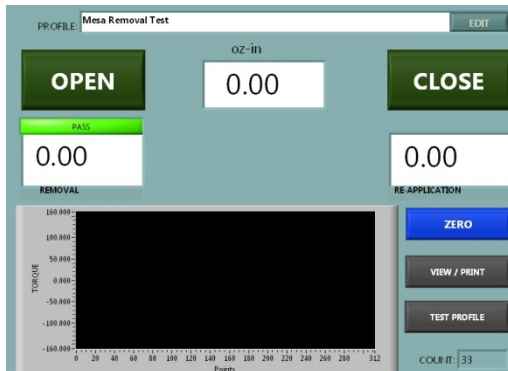 PROFILE: Mesa Removal Test EDIT
oz-in
OPEN 0.00 CLOSE
PASS
0.00 0.00
REMOVAL RE-APPLICATION
160.000
100.000
50.000
0.000
-50.000
-100.000
-160.000
TORQUE
0 20 40 60 80 100 120 140 160 180 200 220 240 260 280 312
Points
ZERO
VIEW / PRINT
TEST PROFILE
COUNT: 33